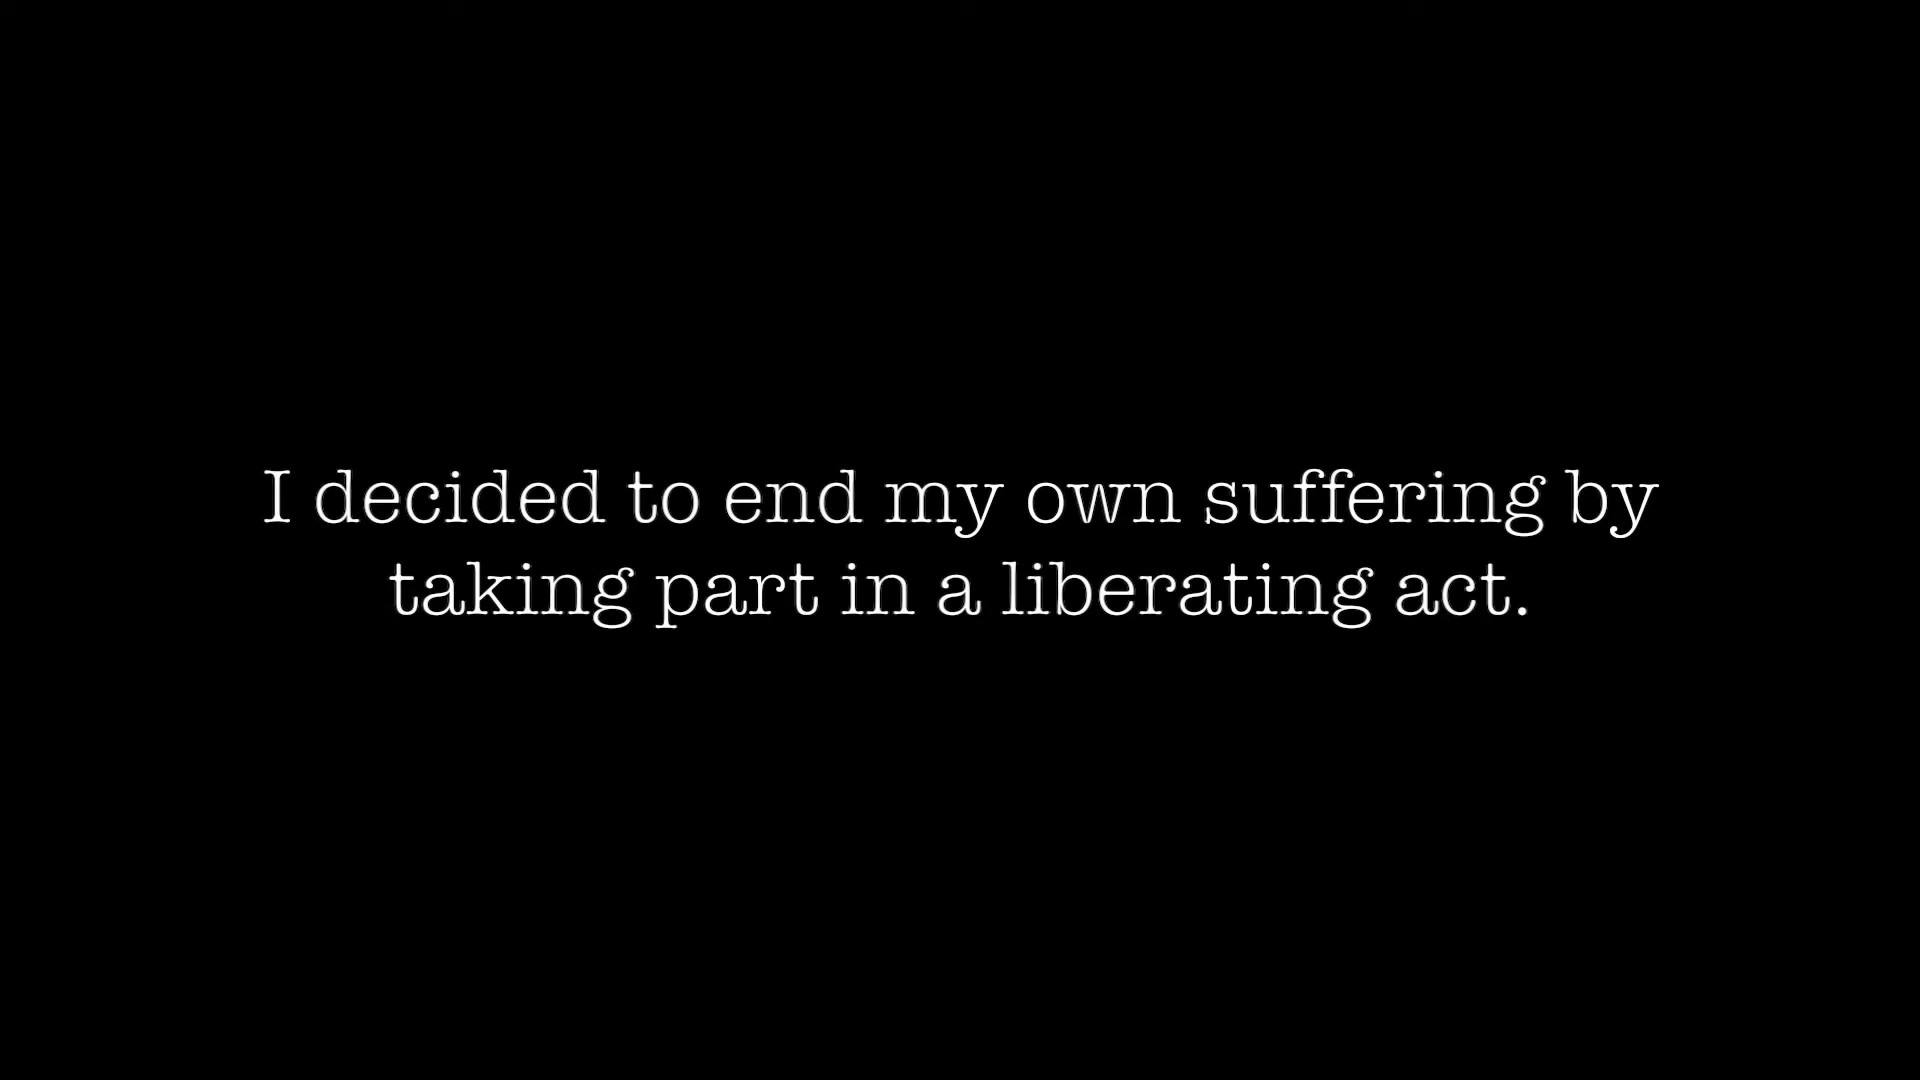 I decided to end my own suffering by
taking part in a liberating act.